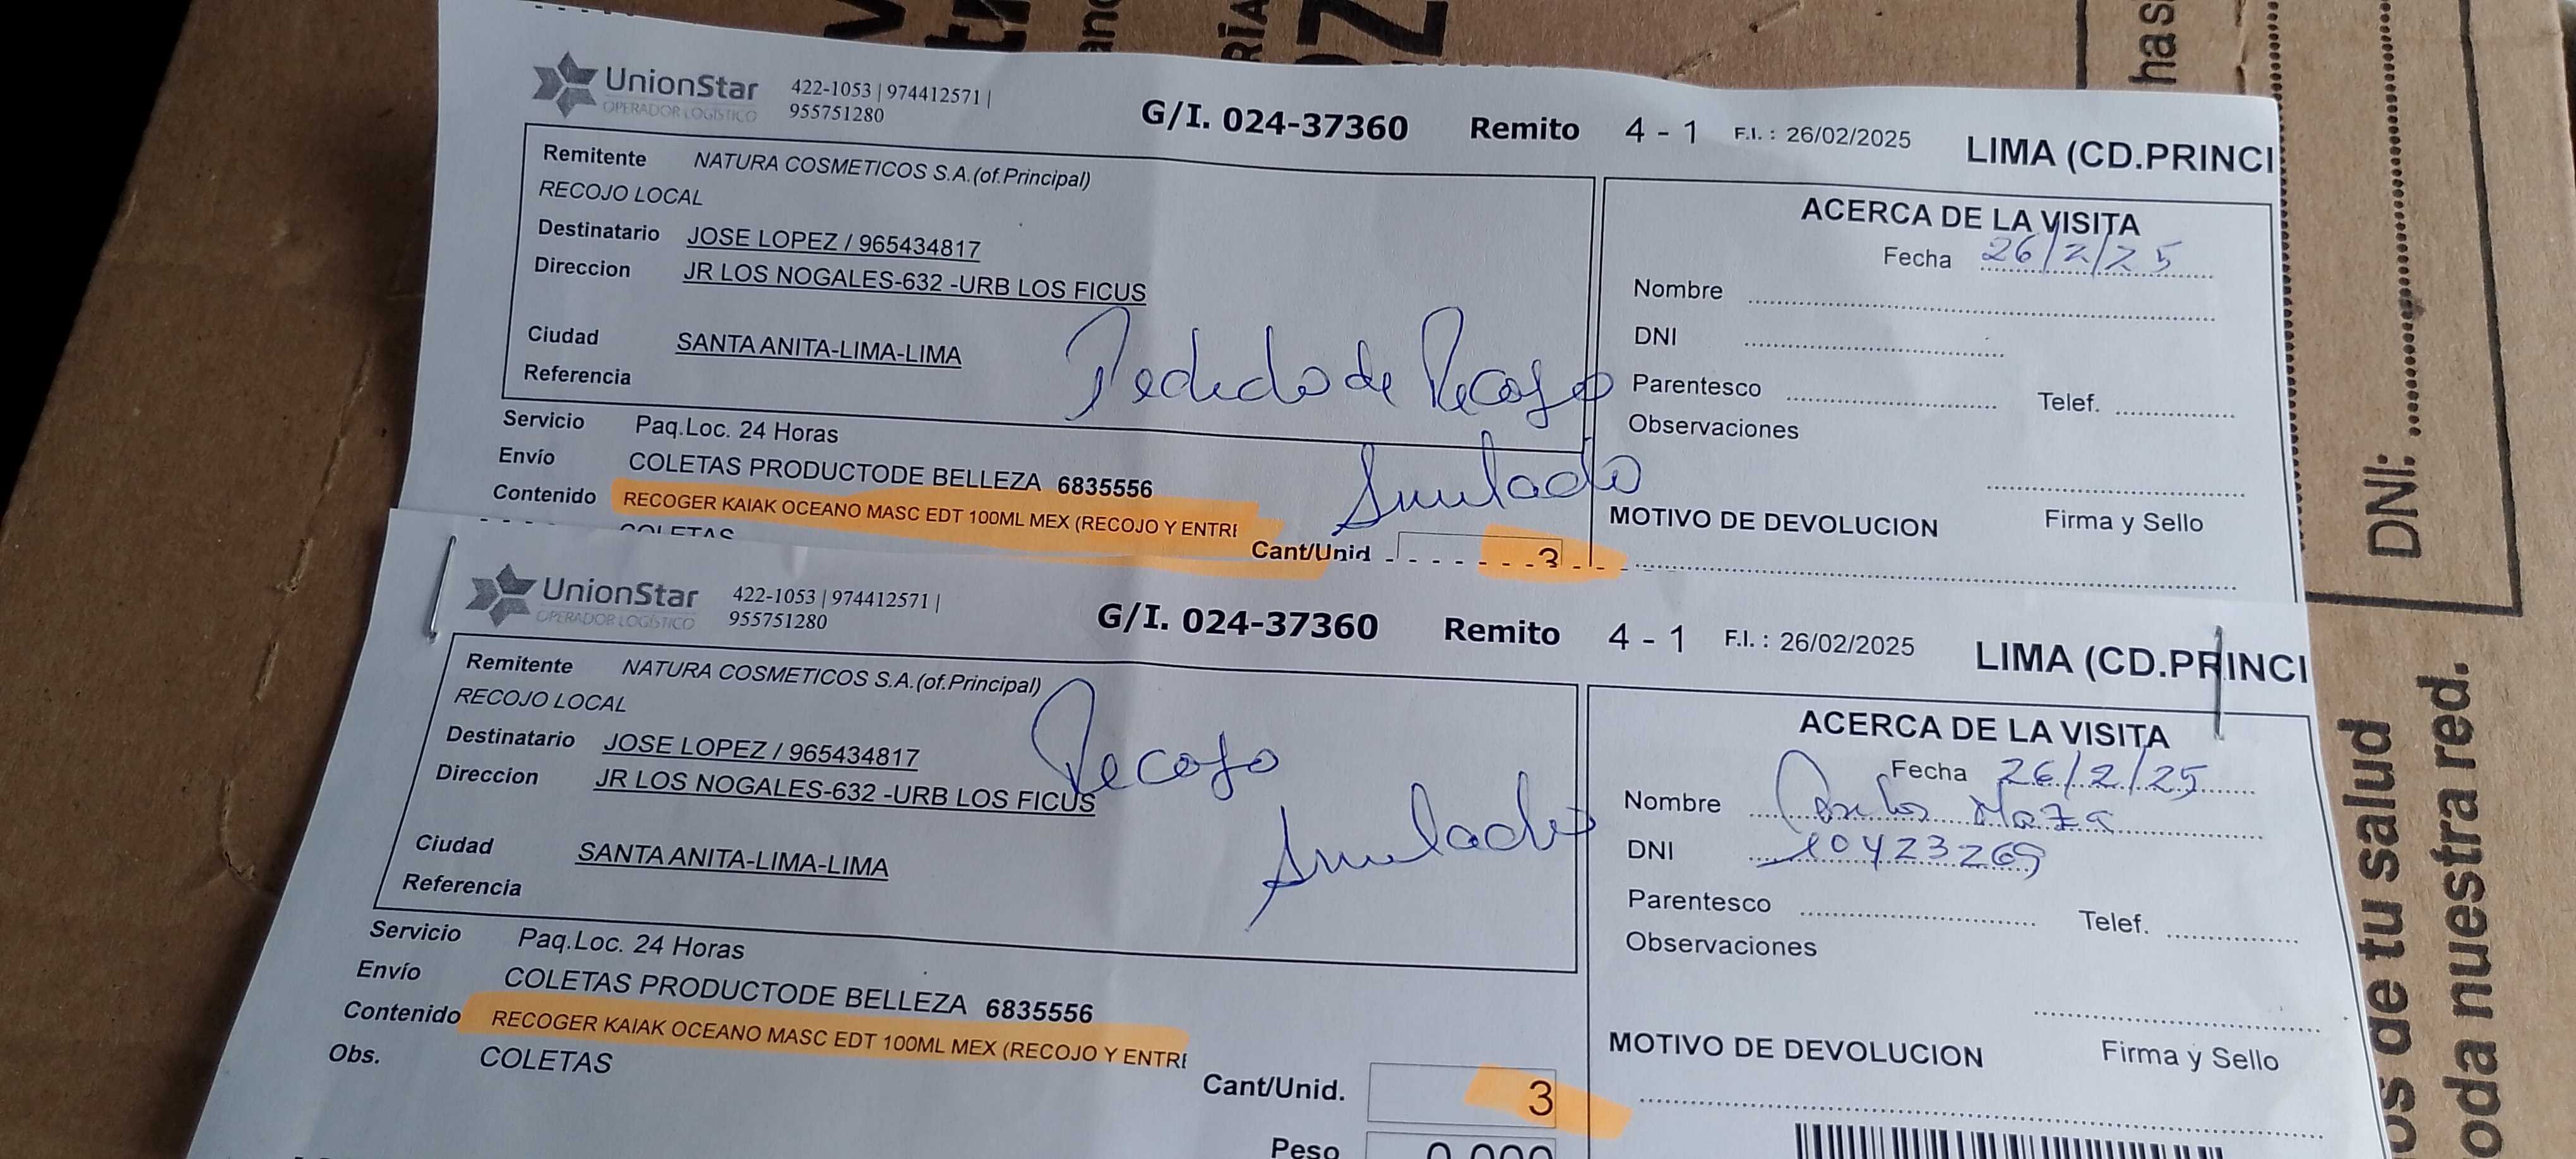 UnionStar
OPERADOR LOGÍSTICO
422-1053 | 974412571 |
955751280
G/I. 024-37360 Remito 4 - 1 F.I. : 26/02/2025 LIMA (CD.PRINCI
Remitente NATURA COSMETICOS S.A.(of.Principal)
RECOJO LOCAL
Destinatario JOSE LOPEZ / 965434817
Direccion JR LOS NOGALES-632 -URB LOS FICUS
Ciudad SANTA ANITA-LIMA-LIMA
Referencia
Pedido de Recojo
Servicio Paq.Loc. 24 Horas
Envío COLETAS PRODUCTODE BELLEZA 6835556
Contenido RECOGER KAIAK OCEANO MASC EDT 100ML MEX (RECOJO Y ENTRE
COLETAS
Cant/Unid 3
ACERCA DE LA VISITA
Fecha 26/2/25
Nombre
DNI
Parentesco Telef.
Observaciones
MOTIVO DE DEVOLUCION Firma y Sello
UnionStar
OPERADOR LOGÍSTICO
422-1053 | 974412571 |
955751280
G/I. 024-37360 Remito 4 - 1 F.I. : 26/02/2025 LIMA (CD.PRINCI
Remitente NATURA COSMETICOS S.A.(of.Principal)
RECOJO LOCAL
Destinatario JOSE LOPEZ / 965434817
Direccion JR LOS NOGALES-632 -URB LOS FICUS
Ciudad SANTA ANITA-LIMA-LIMA
Referencia
Recojo
Servicio Paq.Loc. 24 Horas
Envío COLETAS PRODUCTODE BELLEZA 6835556
Contenido RECOGER KAIAK OCEANO MASC EDT 100ML MEX (RECOJO Y ENTRE
Obs. COLETAS
Cant/Unid. 3
Peso 0.000
ACERCA DE LA VISITA
Fecha 26/2/25
Nombre Carlos Maza
DNI 10423269
Parentesco Telef.
Observaciones
MOTIVO DE DEVOLUCION Firma y Sello
DNI:
de tu salud
oda nuestra red.